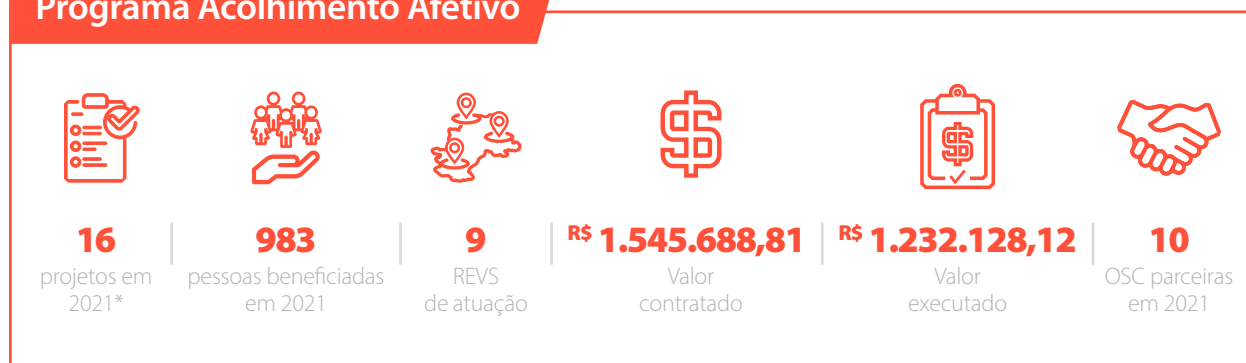 Programa Acolhimento Afetivo
16
projetos em
2021*
983
pessoas beneficiadas
em 2021
9
REVS
de atuação
R$ 1.545.688,81
Valor
contratado
R$ 1.232.128,12
Valor
executado
10
OSC parceiras
em 2021